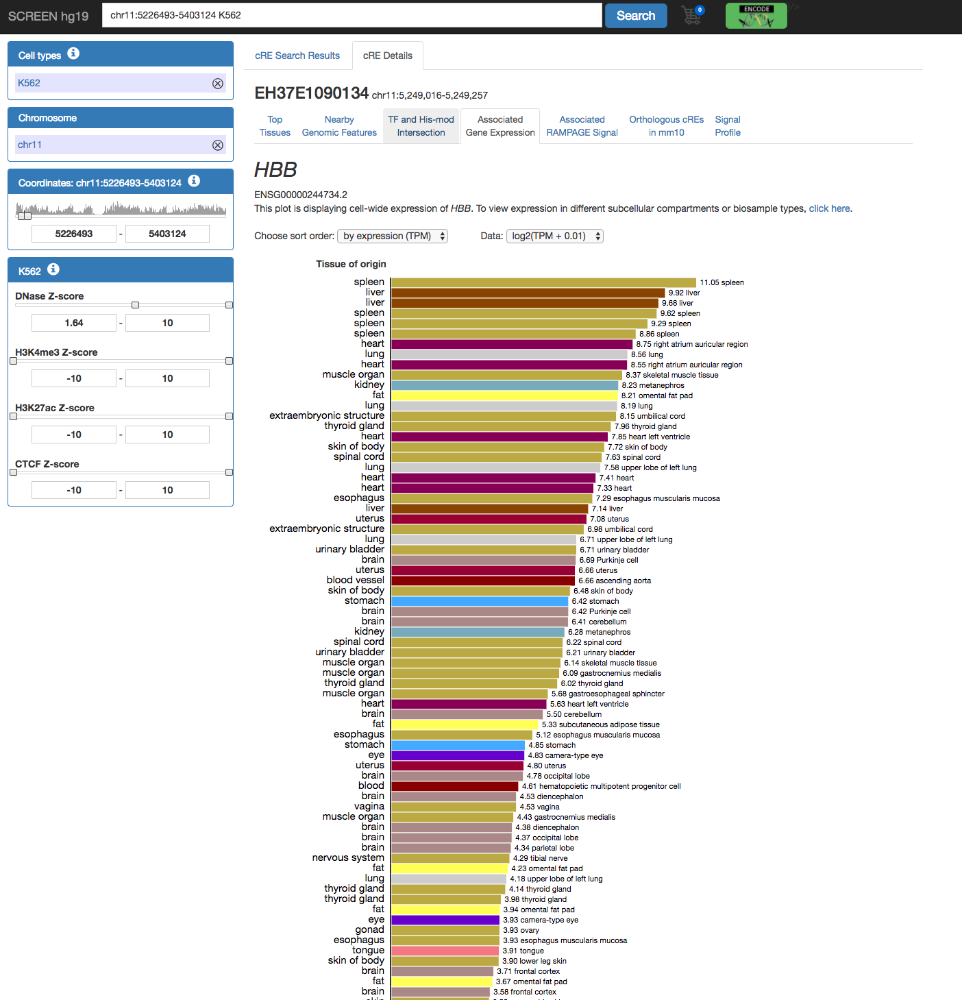 SCREEN hg19
chr11:5226493-5403124 K562
Search
0
ENCODE
/>
Cell types
K562
Chromosome
chr11
Coordinates: chr11:5226493-5403124
5226493 - 5403124
K562
DNase Z-score
1.64 - 10
H3K4me3 Z-score
-10 - 10
H3K27ac Z-score
-10 - 10
CTCF Z-score
-10 - 10
cRE Search Results
cRE Details
EH37E1090134 chr11:5,249,016-5,249,257
Top Tissues
Nearby Genomic Features
TF and His-mod Intersection
Associated Gene Expression
Associated RAMPAGE Signal
Orthologous cREs in mm10
Signal Profile
HBB
ENSG00000244734.2
This plot is displaying cell-wide expression of HBB. To view expression in different subcellular compartments or biosample types, click here.
Choose sort order: by expression (TPM) Data: log2(TPM + 0.01)
Tissue of origin
spleen 11.05 spleen
liver 9.92 liver
liver 9.68 liver
spleen 9.62 spleen
spleen 9.29 spleen
spleen 8.86 spleen
heart 8.75 right atrium auricular region
lung 8.56 lung
heart 8.55 right atrium auricular region
muscle organ 8.37 skeletal muscle tissue
kidney 8.23 metanephros
fat 8.21 omental fat pad
lung 8.19 lung
extraembryonic structure 8.15 umbilical cord
thyroid gland 7.96 thyroid gland
heart 7.85 heart left ventricle
skin of body 7.72 skin of body
spinal cord 7.63 spinal cord
lung 7.58 upper lobe of left lung
heart 7.41 heart
heart 7.33 heart
esophagus 7.29 esophagus muscularis mucosa
liver 7.14 liver
uterus 7.08 uterus
extraembryonic structure 6.98 umbilical cord
lung 6.71 upper lobe of left lung
urinary bladder 6.71 urinary bladder
brain 6.69 Purkinje cell
uterus 6.66 uterus
blood vessel 6.66 ascending aorta
skin of body 6.48 skin of body
stomach 6.42 stomach
brain 6.42 Purkinje cell
brain 6.41 cerebellum
kidney 6.28 metanephros
spinal cord 6.22 spinal cord
urinary bladder 6.21 urinary bladder
muscle organ 6.14 skeletal muscle tissue
muscle organ 6.09 gastrocnemius medialis
thyroid gland 6.02 thyroid gland
muscle organ 5.68 gastroesophageal sphincter
heart 5.63 heart left ventricle
brain 5.50 cerebellum
fat 5.33 subcutaneous adipose tissue
esophagus 5.12 esophagus muscularis mucosa
stomach 4.85 stomach
eye 4.83 camera-type eye
uterus 4.80 uterus
brain 4.78 occipital lobe
blood 4.61 hematopoietic multipotent progenitor cell
brain 4.53 diencephalon
vagina 4.53 vagina
muscle organ 4.43 gastrocnemius medialis
brain 4.38 diencephalon
brain 4.37 occipital lobe
brain 4.34 parietal lobe
nervous system 4.29 tibial nerve
fat 4.23 omental fat pad
lung 4.18 upper lobe of left lung
thyroid gland 4.14 thyroid gland
thyroid gland 3.98 thyroid gland
fat 3.94 omental fat pad
eye 3.93 camera-type eye
gonad 3.93 ovary
esophagus 3.93 esophagus muscularis mucosa
tongue 3.91 tongue
skin of body 3.90 lower leg skin
brain 3.71 frontal cortex
fat 3.67 omental fat pad
brain 3.58 frontal cortex